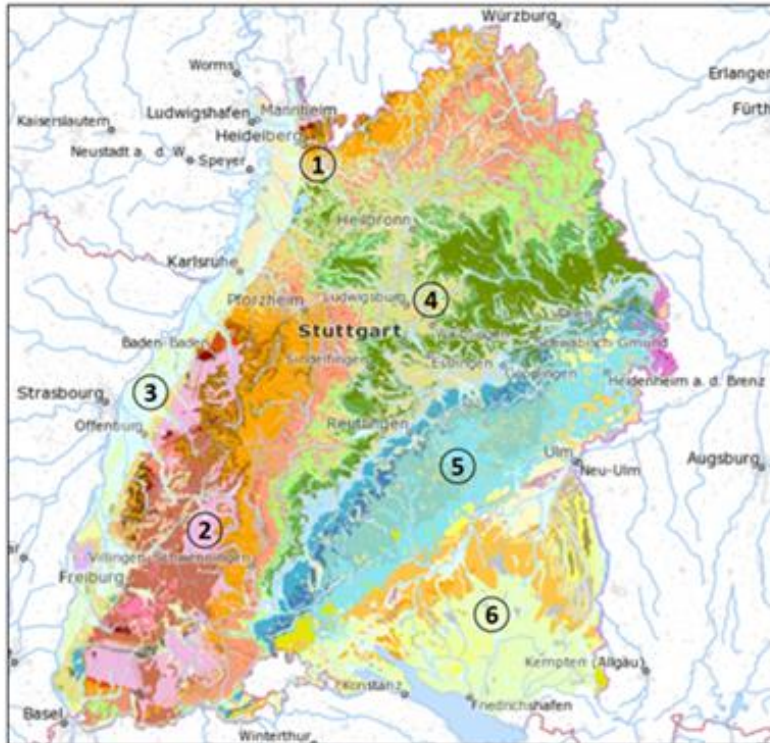 Würzburg
Worms
Erlangen
Ludwigshafen
Mannheim
Fürth
Kaiserslautern
Heidelberg
Neustadt a. d. W
Speyer
1
Heilbronn
Karlsruhe
Pforzheim
Ludwigsburg
4
Stuttgart
Baden-Baden
Schwäbisch Gmünd
Sindelfingen
Esslingen
Strasbourg
3
Heidenheim a. d. Brenz
Offenburg
Reutlingen
Ulm
5
Neu-Ulm
Augsburg
2
Villingen-Schwenningen
Freiburg
6
Kempten (Allgäu)
Konstanz
Friedrichshafen
Basel
Winterthur